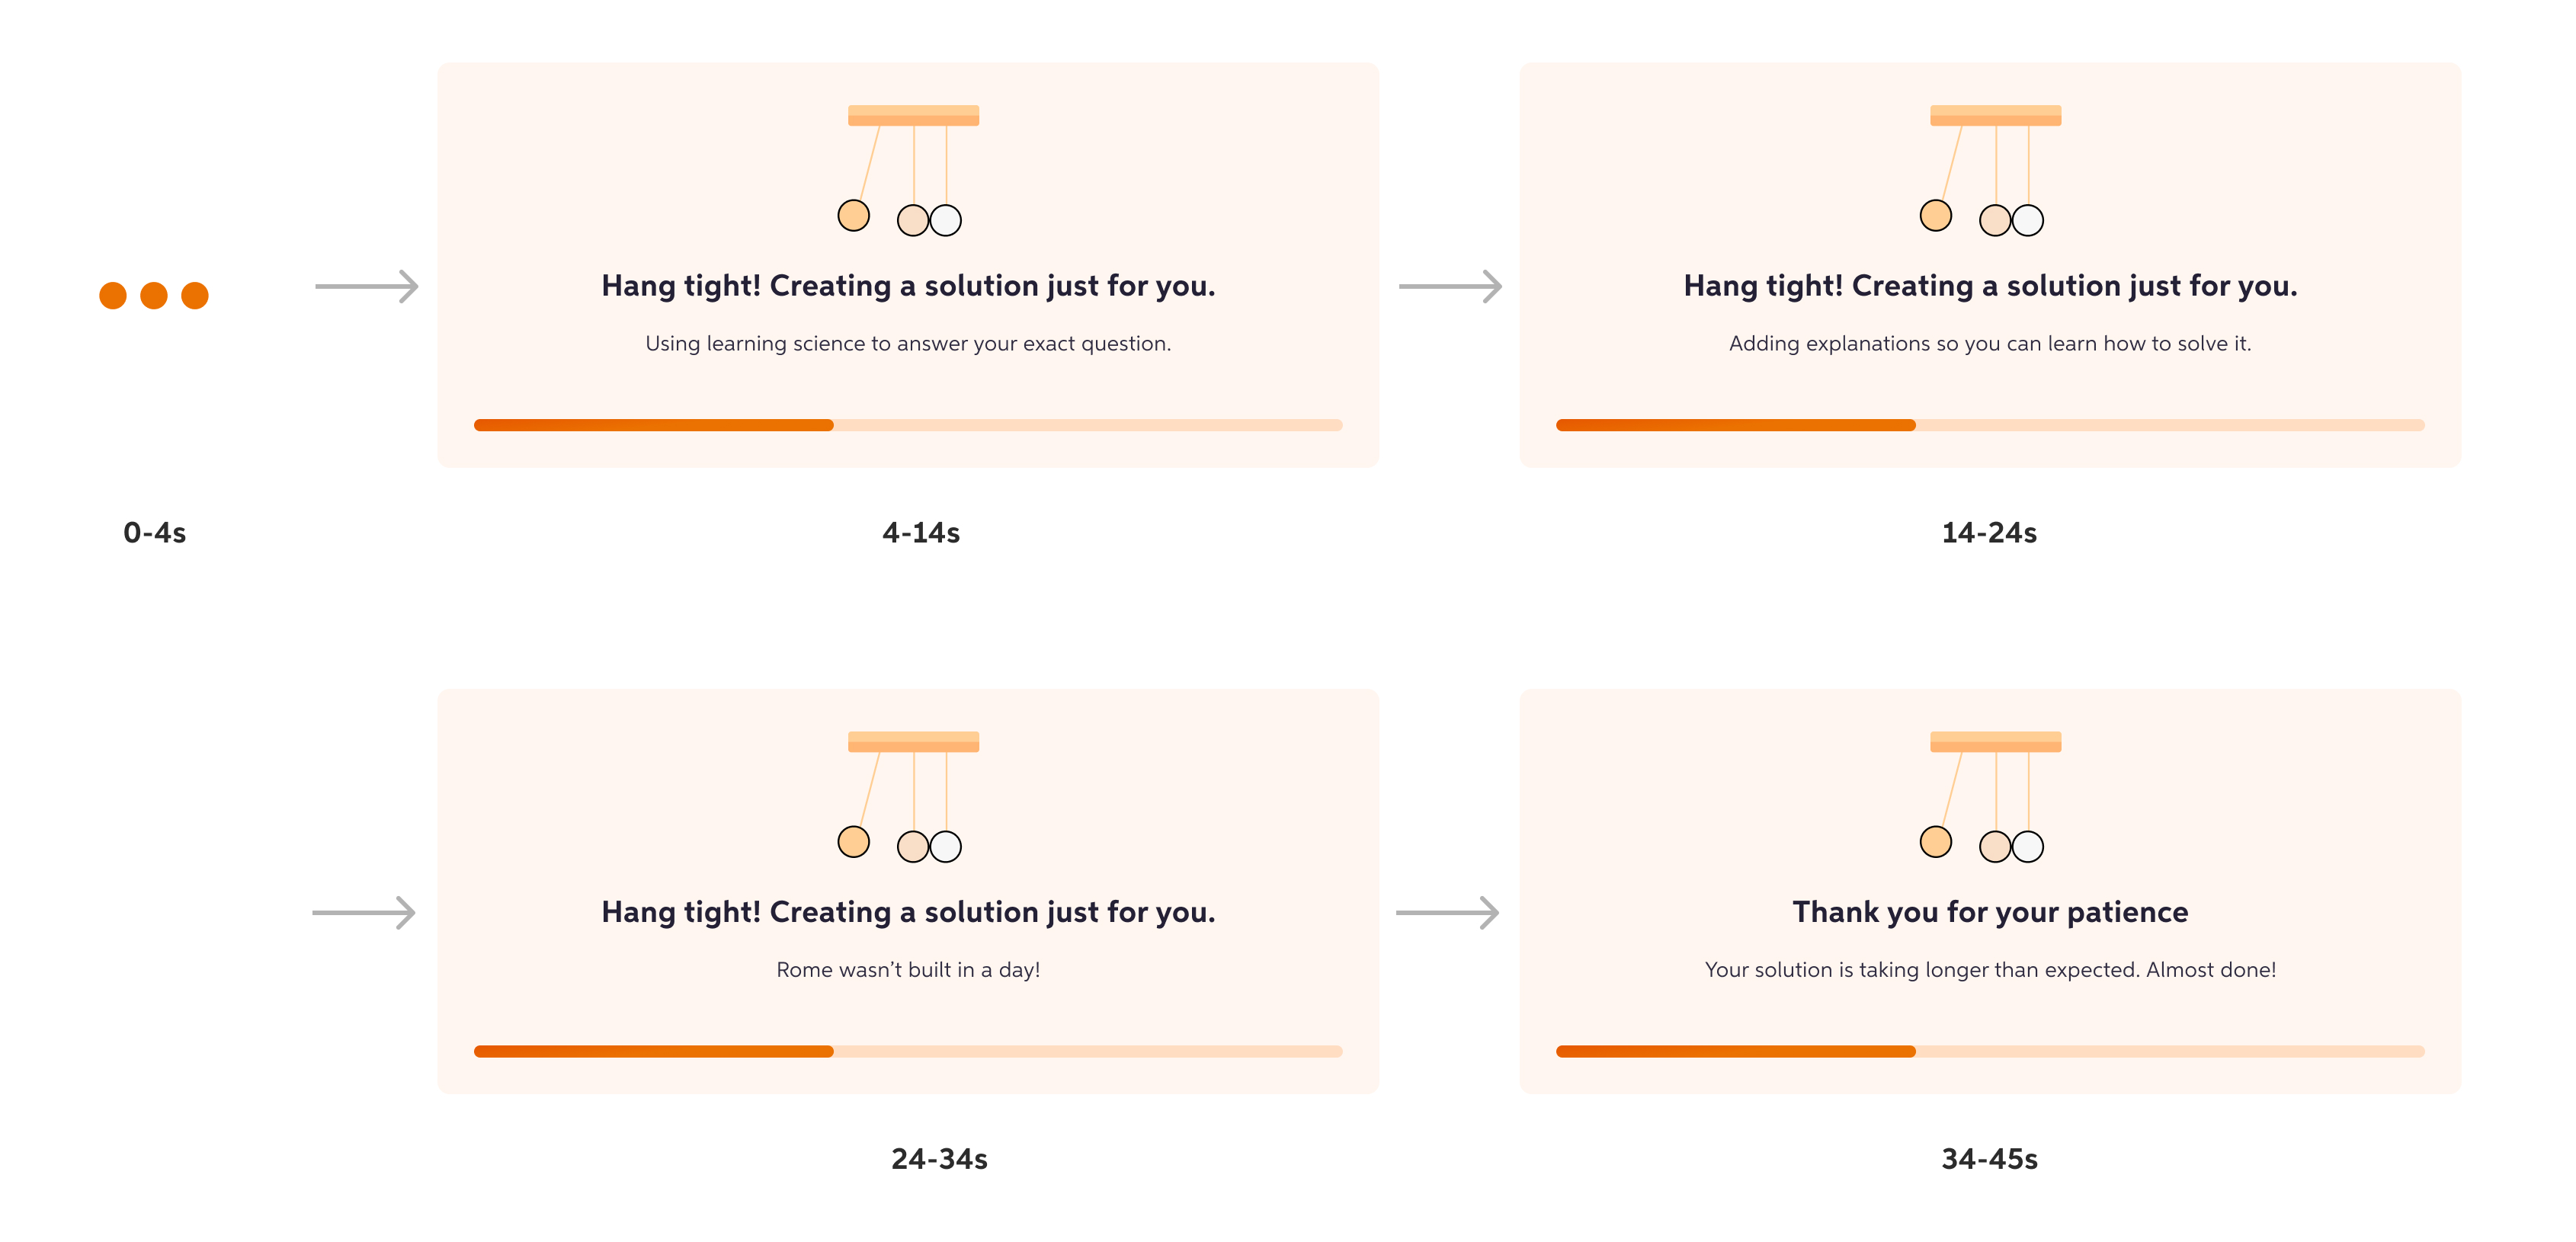 Hang tight! Creating a solution just for you.
Using learning science to answer your exact question.
Hang tight! Creating a solution just for you.
Adding explanations so you can learn how to solve it.
0-4s
4-14s
14-24s
Hang tight! Creating a solution just for you.
Rome wasn’t built in a day!
Thank you for your patience
Your solution is taking longer than expected. Almost done!
24-34s
34-45s